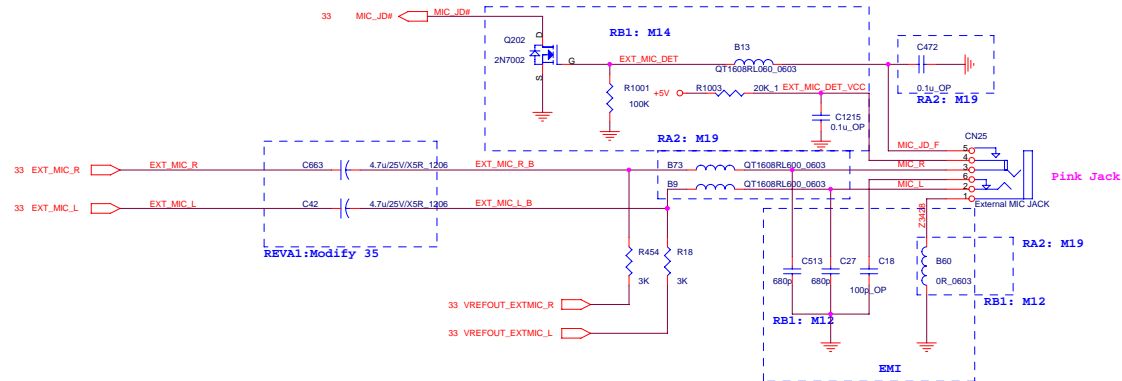 33 MIC_JD# MIC_JD#
RB1: M14
Q202
2N7002
D
S
G
EXT_MIC_DET
B13
QT1608RL060_0603
C472
0.1u_OP
RA2: M19
R1001
100K
+5V
R1003
20K_1
EXT_MIC_DET_VCC
C1215
0.1u_OP
RA2: M19
CN25
MIC_JD_F
5
4
3
6
2
1
MIC_R
MIC_L
External MIC JACK
Pink Jack
33 EXT_MIC_R
EXT_MIC_R
C663
4.7u/25V/X5R_1206
EXT_MIC_R_B
B73
QT1608RL600_0603
33 EXT_MIC_L
EXT_MIC_L
C42
4.7u/25V/X5R_1206
EXT_MIC_L_B
B9
QT1608RL600_0603
REVA1:Modify 35
R454
3K
R18
3K
C513
680p
C27
680p
C18
100p_OP
Z3428
B60
0R_0603
RA2: M19
RB1: M12
RB1: M12
33 VREFOUT_EXTMIC_R
33 VREFOUT_EXTMIC_L
EMI